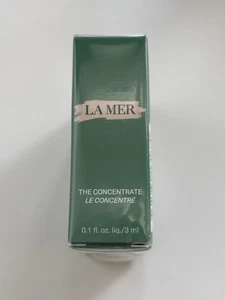 LA MER
THE CONCENTRATE
LE CONCENTRÉ
0.1 fl. oz. liq./3 ml